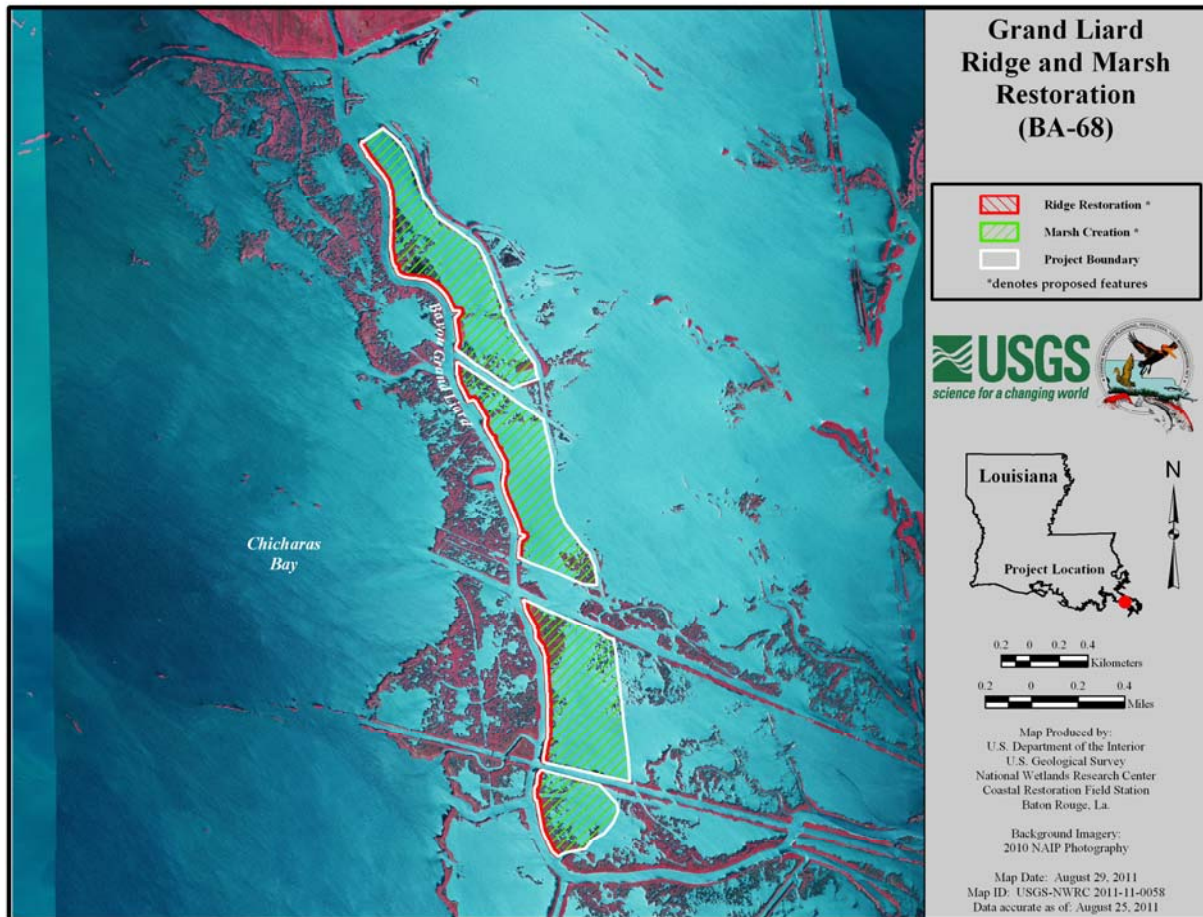 Grand Liard
Ridge and Marsh
Restoration
(BA-68)
Ridge Restoration *
Marsh Creation *
Project Boundary
*denotes proposed features
USGS
science for a changing world
Louisiana
N
Project Location
0.2 0 0.2 0.4
Kilometers
0.2 0 0.2 0.4
Miles
Map Produced by:
U.S. Department of the Interior
U.S. Geological Survey
National Wetlands Research Center
Coastal Restoration Field Station
Baton Rouge, La.
Background Imagery:
2010 NAIP Photography
Map Date: August 29, 2011
Map ID: USGS-NWRC 2011-11-0058
Data accurate as of: August 25, 2011
Bayou Grand Liard
Chicharas
Bay